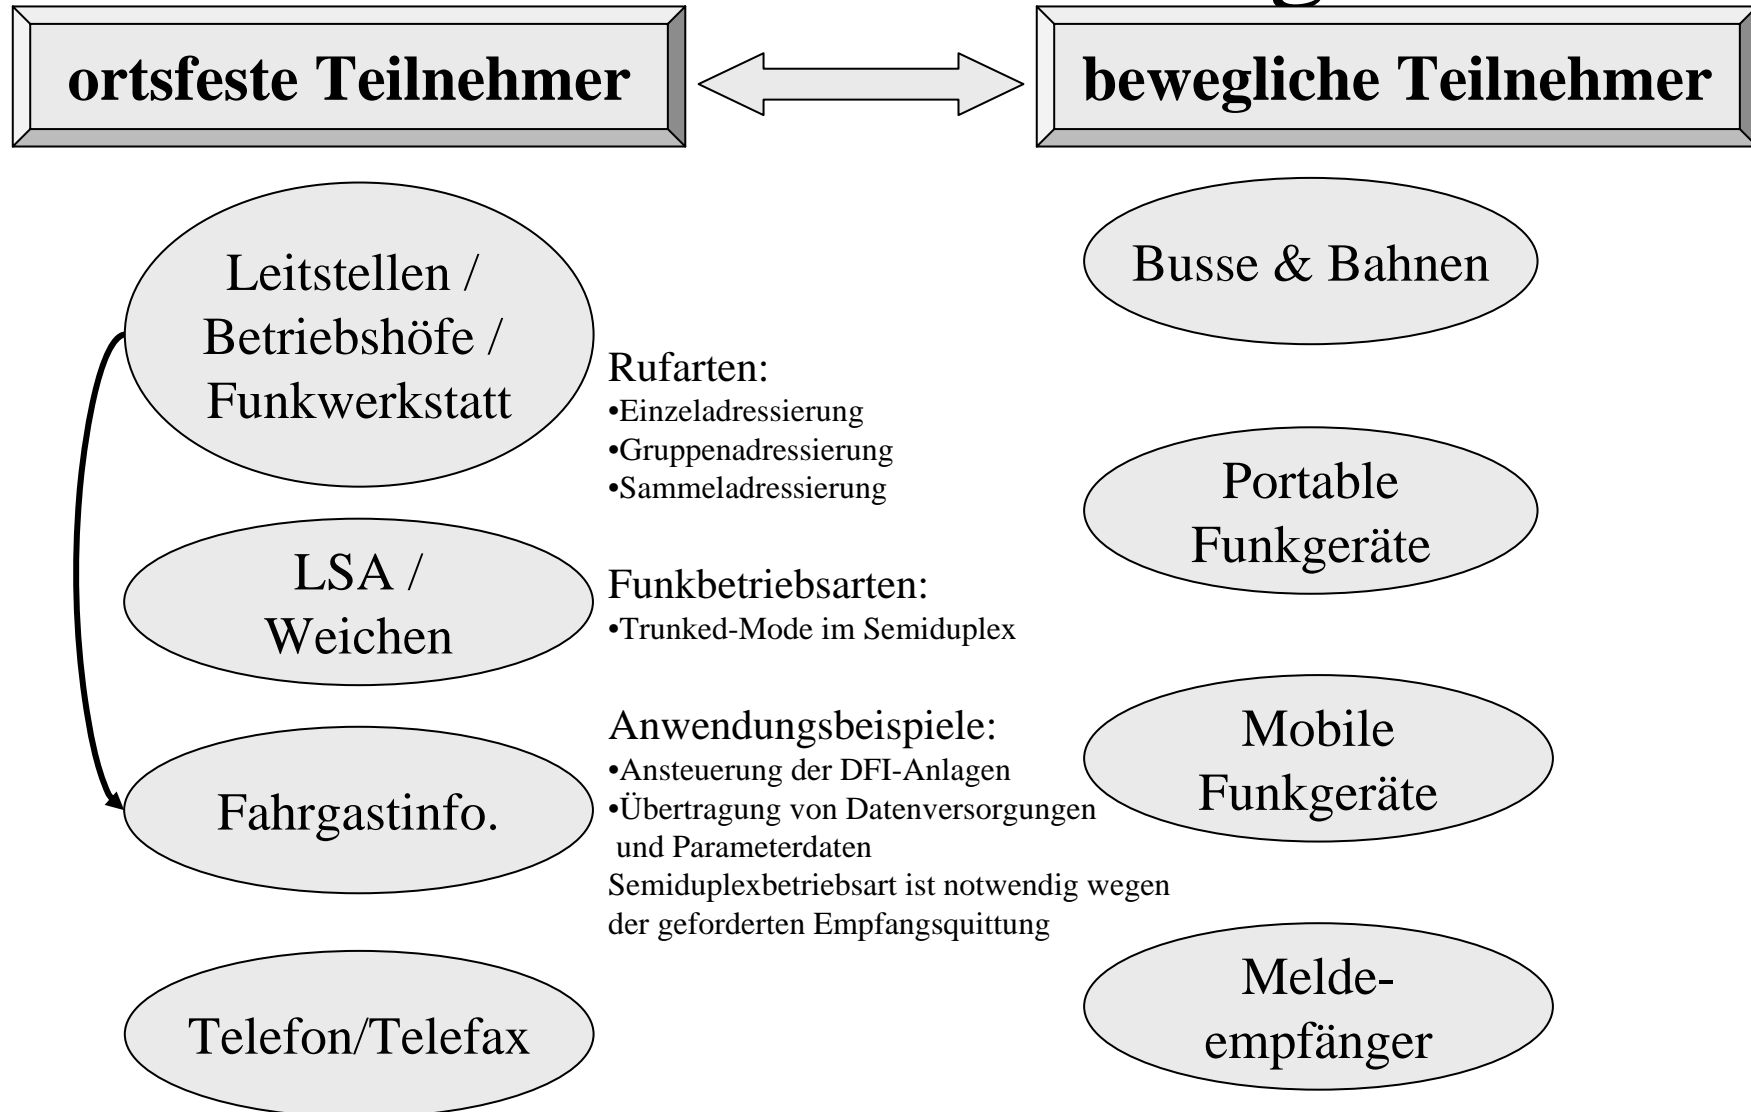 ortsfeste Teilnehmer
bewegliche Teilnehmer
Leitstellen /
Betriebshöfe /
Funkwerkstatt
LSA /
Weichen
Fahrgastinfo.
Telefon/Telefax
Rufarten:
•Einzeladressierung
•Gruppenadressierung
•Sammeladressierung
Funkbetriebsarten:
•Trunked-Mode im Semiduplex
Anwendungsbeispiele:
•Ansteuerung der DFI-Anlagen
•Übertragung von Datenversorgungen
und Parameterdaten
Semiduplexbetriebsart ist notwendig wegen
der geforderten Empfangsquittung
Busse & Bahnen
Portable
Funkgeräte
Mobile
Funkgeräte
Melde-
empfänger